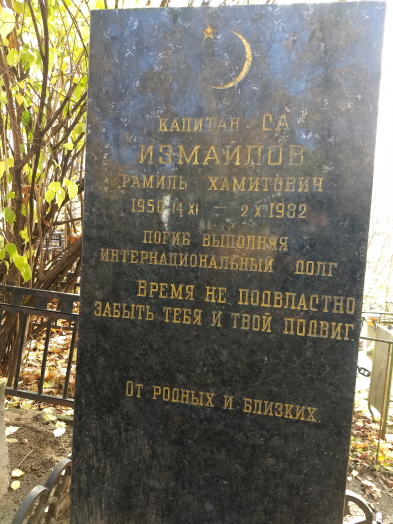 КАПИТАН СА
ИЗМАЙЛОВ
РАМИЛЬ ХАМИТОВИЧ
1956 14 XI – 2 X 1982
ПОГИБ ВЫПОЛНЯЯ
ИНТЕРНАЦИОНАЛЬНЫЙ ДОЛГ
ВРЕМЯ НЕ ПОДВЛАСТНО
ЗАБЫТЬ ТЕБЯ И ТВОЙ ПОДВИГ
ОТ РОДНЫХ И БЛИЗКИХ